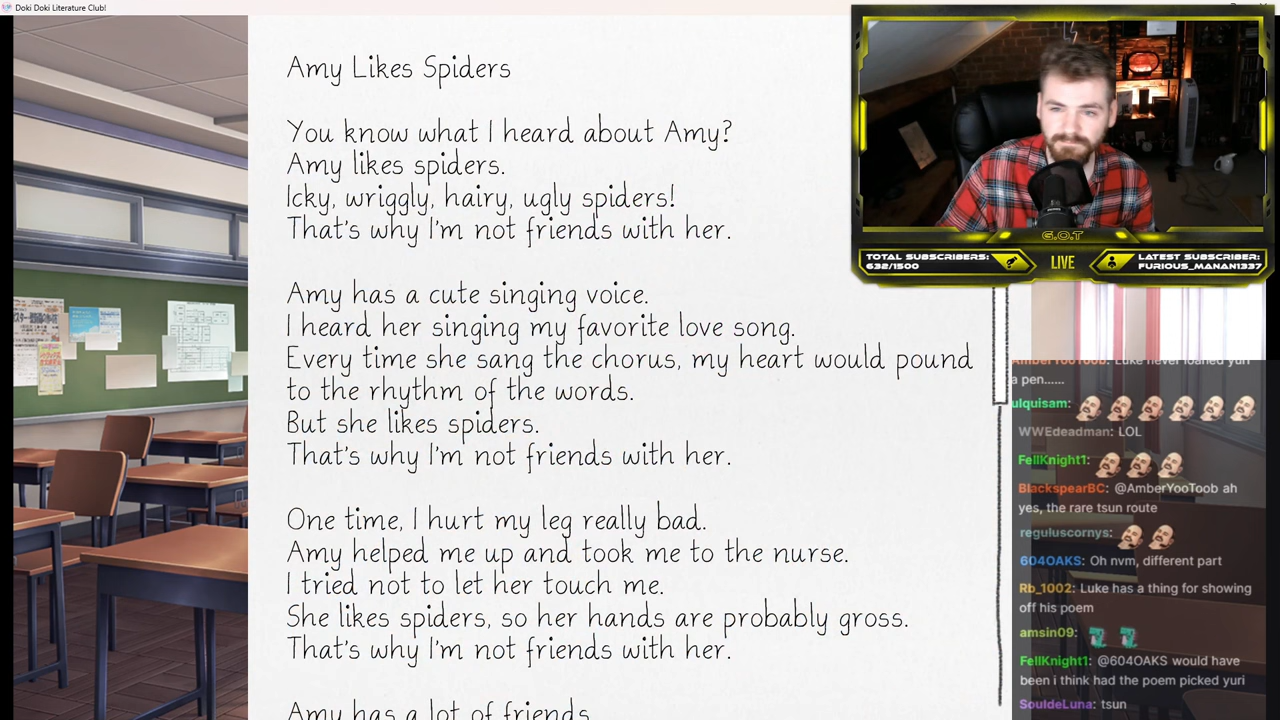 Doki Doki Literature Club!
Amy Likes Spiders
You know what I heard about Amy?
Amy likes spiders.
Icky, wriggly, hairy, ugly spiders!
That's why I'm not friends with her.
Amy has a cute singing voice.
I heard her singing my favorite love song.
Every time she sang the chorus, my heart would pound
to the rhythm of the words.
But she likes spiders.
That's why I'm not friends with her.
One time, I hurt my leg really bad.
Amy helped me up and took me to the nurse.
I tried not to let her touch me.
She likes spiders, so her hands are probably gross.
That's why I'm not friends with her.
Amy has a lot of friends.
G.O.T
TOTAL SUBSCRIBERS:
632/1500
LIVE
LATEST SUBSCRIBER:
FURIOUS_MANAN1337
AmberYooToob: Luke never loaned yuri
a pen......
ulquisam:
WWEdeadman: LOL
FellKnight1:
BlackspearBC: @AmberYooToob ah
yes, the rare tsun route
reguluscornys:
604OAKS: Oh nvm, different part
Rb_1002: Luke has a thing for showing
off his poem
amsin09:
FellKnight1: @604OAKS would have
been i think had the poem picked yuri
SouldeLuna: tsun